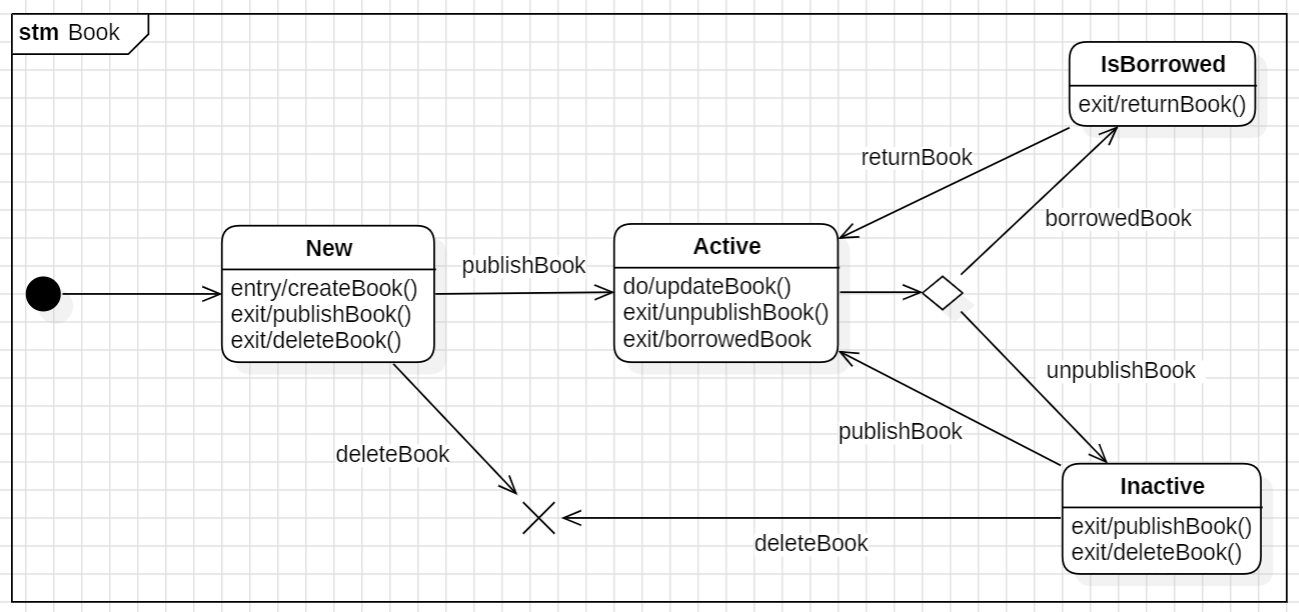 stm Book
IsBorrowed
exit/returnBook()
returnBook
borrowedBook
New
entry/createBook()
exit/publishBook()
exit/deleteBook()
publishBook
Active
do/updateBook()
exit/unpublishBook()
exit/borrowedBook
unpublishBook
publishBook
deleteBook
Inactive
exit/publishBook()
exit/deleteBook()
deleteBook